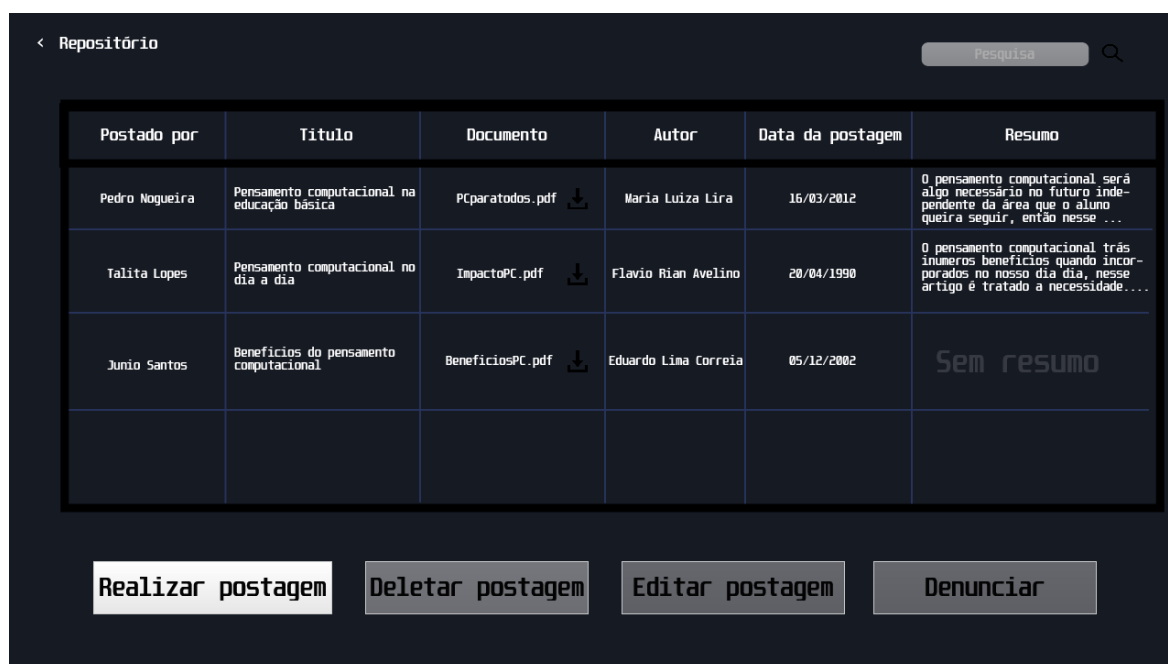 < Repositório
Pesquisa
Postado por
Titulo
Documento
Autor
Data da postagem
Resumo
Pedro Nogueira
Pensamento computacional na
educação básica
PCparatodos.pdf
Maria Luiza Lira
16/03/2012
O pensamento computacional será
algo necessário no futuro inde-
pendente da área que o aluno
queira seguir, então nesse ...
Talita Lopes
Pensamento computacional no
dia a dia
ImpactoPC.pdf
Flavio Rian Avelino
20/04/1990
O pensamento computacional trás
inumeros beneficios quando incor-
porados no nosso dia dia, nesse
artigo é tratado a necessidade....
Junio Santos
Beneficios do pensamento
computacional
BeneficiosPC.pdf
Eduardo Lima Correia
05/12/2002
Sem resumo
Realizar postagem
Deletar postagem
Editar postagem
Denunciar